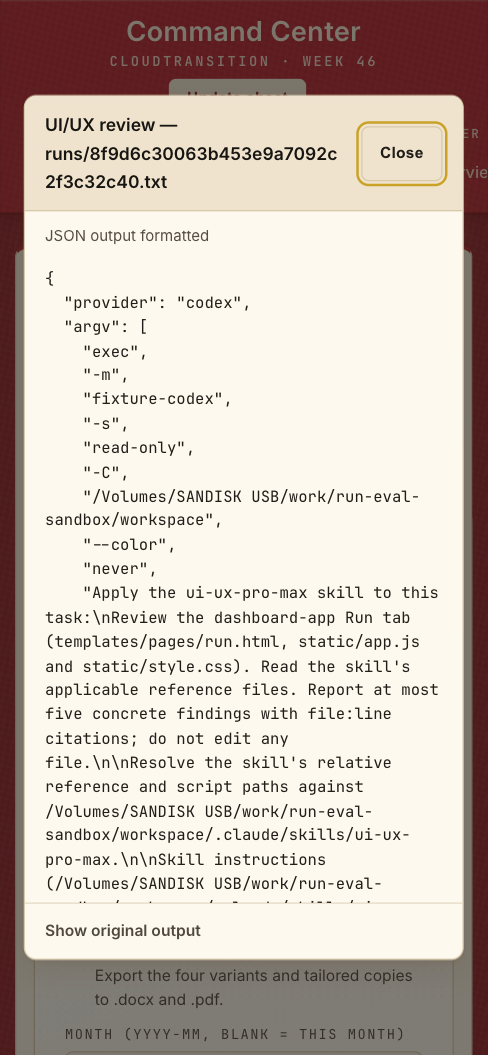 Command Center
CLOUDTRANSITION · WEEK 46
UI/UX review —
runs/8f9d6c30063b453e9a7092c
2f3c32c40.txt
Close
JSON output formatted
{
  "provider": "codex",
  "argv": [
    "exec",
    "-m",
    "fixture-codex",
    "-s",
    "read-only",
    "-C",
    "/Volumes/SANDISK USB/work/run-eval-
sandbox/workspace",
    "--color",
    "never",
    "Apply the ui-ux-pro-max skill to this
task:\nReview the dashboard-app Run tab
(templates/pages/run.html, static/app.js
and static/style.css). Read the skill's
applicable reference files. Report at most
five concrete findings with file:line
citations; do not edit any
file.\n\nResolve the skill's relative
reference and script paths against
/Volumes/SANDISK USB/work/run-eval-
sandbox/workspace/.claude/skills/ui-ux-
pro-max.\n\nSkill instructions
(/Volumes/SANDISK USB/work/run-eval-
Show original output
Export the four variants and tailored copies
to .docx and .pdf.
MONTH (YYYY-MM, BLANK = THIS MONTH)